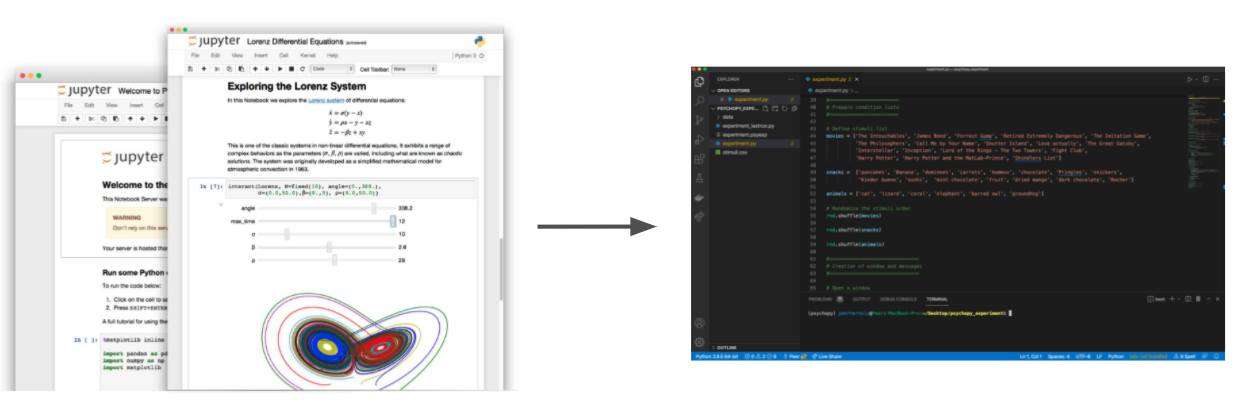 jupyter Welcome to P
File Edit View Insert Cell
jupyter
Welcome to the
This Notebook Server was
WARNING
Don't rely on this serv
Your server is hosted than
Run some Python
To run the code below:
1. Click on the cell to se
2. Press SHIFT+ENTER
A full tutorial for using the
In [ ]: %matplotlib inline
import pandas as pd
import numpy as np
import matplotlib
jupyter Lorenz Differential Equations (autosaved)
File Edit View Insert Cell Kernel Help
Python 3
Code
Cell Toolbar: None
Exploring the Lorenz System
In this Notebook we explore the Lorenz system of differential equations:
ẋ = σ(y − x)
ẏ = ρx − y − xz
ż = −βz + xy
This is one of the classic systems in non-linear differential equations. It exhibits a range of
complex behaviors as the parameters (σ, β, ρ) are varied, including what are known as chaotic
solutions. The system was originally developed as a simplified mathematical model for
atmospheric convection in 1963.
In [7]: interact(Lorenz, N=fixed(10), angle=(0.,360.),
σ=(0.0,50.0),β=(0.,5), ρ=(0.0,50.0))
angle 308.2
max_time 12
σ 10
β 2.6
ρ 28
experiment.py — psychopy_experiment
EXPLORER
OPEN EDITORS
experiment.py 2
PSYCHOPY_EXPE...
data
experiment_lastrun.py
experiment.psyexp
experiment.py 2
stimuli.csv
OUTLINE
experiment.py 2
experiment.py
# Prepare condition lists
# Define stimuli list
movies = ['The Intouchables', 'James Bond', 'Forrest Gump', 'Retired Extremely Dangerous', 'The Imitation Game',
'The Philosophers', 'Call Me by Your Name', 'Shutter Island', 'Love actually', 'The Great Gatsby',
'Interstellar', 'Inception', 'Lord of the Rings - The Two Towers', 'Fight Club',
'Harry Potter', 'Harry Potter and the MatLab-Prince', 'Shindlers List']
snacks = ['pancakes', 'Banana', 'dominoes', 'carrots', 'hummus', 'chocolate', 'Pringles', 'snickers',
'Kinder bueno', 'sushi', 'mint chocolate', 'fruit', 'dried mango', 'dark chocolate', 'Rocher']
animals = ['cat', 'lizard', 'coral', 'elephant', 'barred owl', 'groundhog']
# Randomize the stimuli order
rnd.shuffle(movies)
rnd.shuffle(snacks)
rnd.shuffle(animals)
# Creation of window and messages
# Open a window
PROBLEMS OUTPUT DEBUG CONSOLE TERMINAL
bash
(psychopy)
~/Desktop/psychopy_experiment
Python 3.8.5 64-bit
Peer
Live Share
Ln 1, Col 1 Spaces: 4 UTF-8 LF Python
Spell